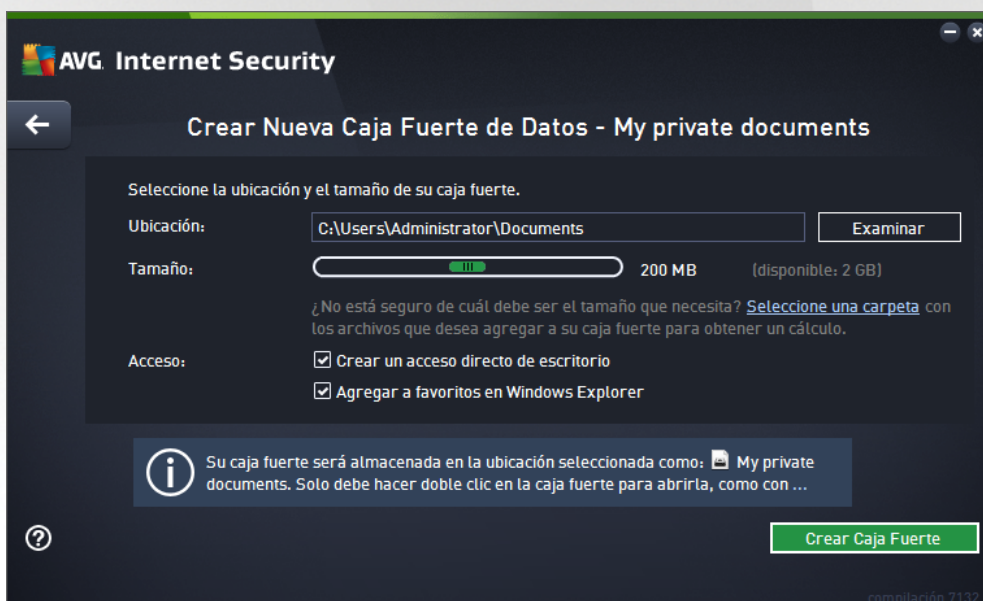 AVG. Internet Security
Crear Nueva Caja Fuerte de Datos - My private documents
Seleccione la ubicación y el tamaño de su caja fuerte.
Ubicación: C:\Users\Administrator\Documents Examinar
Tamaño: 200 MB (disponible: 2 GB)
¿No está seguro de cuál debe ser el tamaño que necesita? Seleccione una carpeta con
los archivos que desea agregar a su caja fuerte para obtener un cálculo.
Acceso: Crear un acceso directo de escritorio
Agregar a favoritos en Windows Explorer
Su caja fuerte será almacenada en la ubicación seleccionada como: My private
documents. Solo debe hacer doble clic en la caja fuerte para abrirla, como con ...
Crear Caja Fuerte
compilación 7132